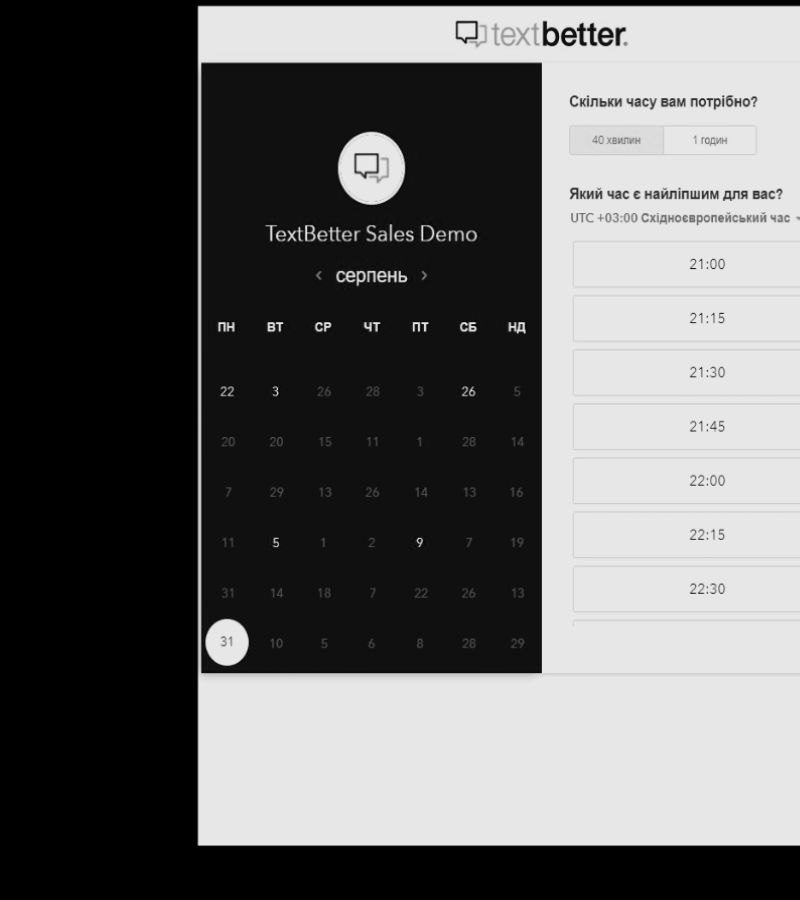 textbetter.
TextBetter Sales Demo
< серпень >
ПН ВТ СР ЧТ ПТ СБ НД
22 3 26 28 3 26 5
20 20 15 11 1 28 14
7 29 13 26 14 13 16
11 5 1 2 9 7 19
31 14 18 7 22 26 13
31 10 5 6 8 28 29
Скільки часу вам потрібно?
40 хвилин 1 годин
Який час є найліпшим для вас?
UTC +03:00 Східноєвропейський час
21:00
21:15
21:30
21:45
22:00
22:15
22:30